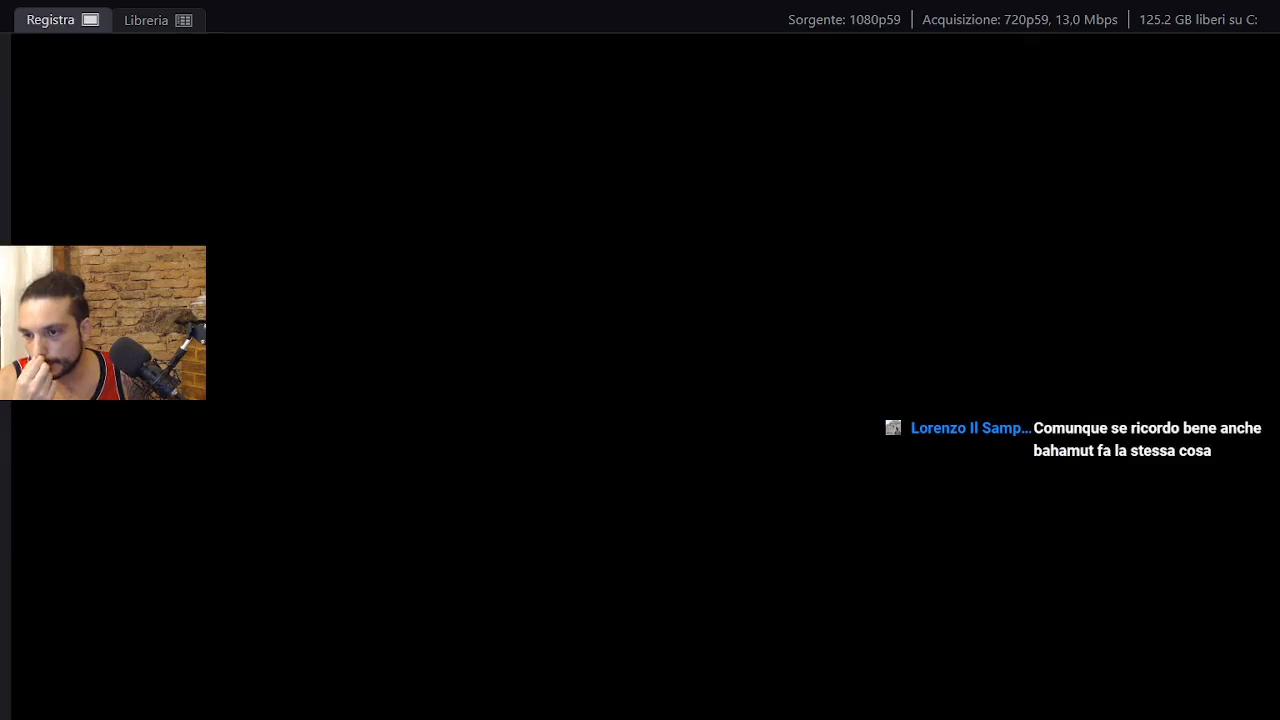 Registra
Libreria
Sorgente: 1080p59
Acquisizione: 720p59, 13,0 Mbps
125.2 GB liberi su C:
Lorenzo Il Samp... Comunque se ricordo bene anche
bahamut fa la stessa cosa